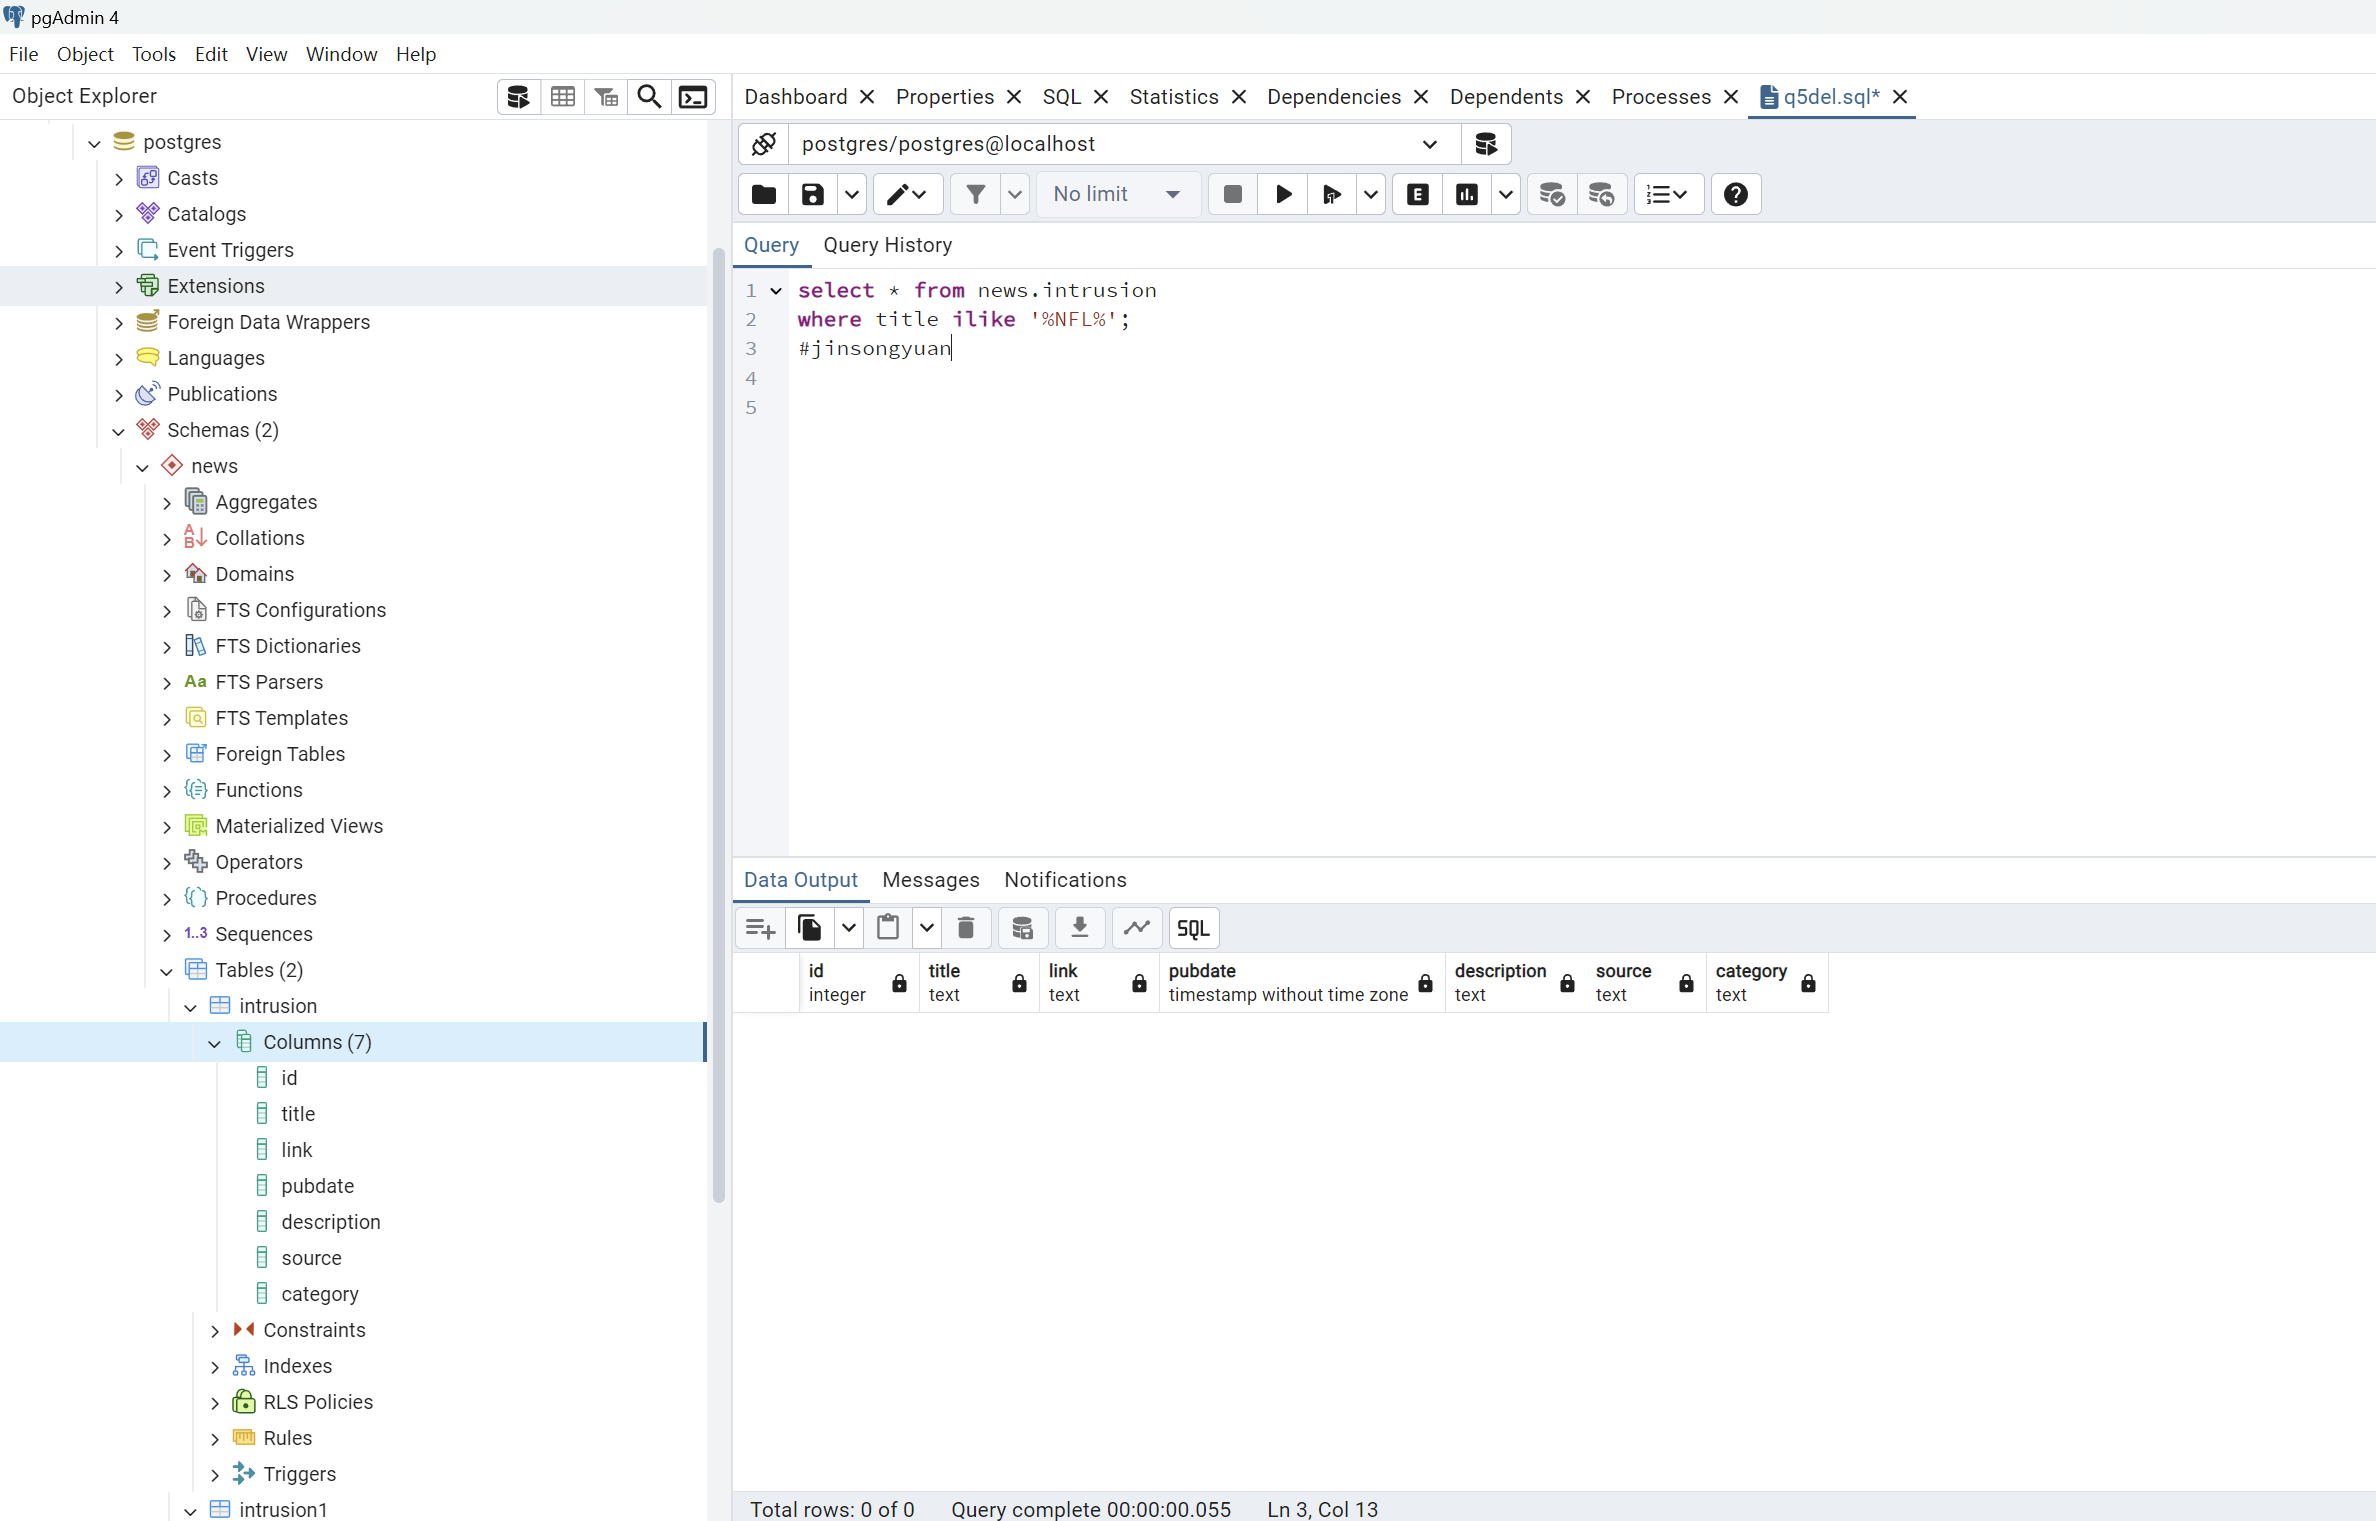 pgAdmin 4
File Object Tools Edit View Window Help
Object Explorer
postgres
Casts
Catalogs
Event Triggers
Extensions
Foreign Data Wrappers
Languages
Publications
Schemas (2)
news
Aggregates
Collations
Domains
FTS Configurations
FTS Dictionaries
Aa FTS Parsers
FTS Templates
Foreign Tables
Functions
Materialized Views
Operators
Procedures
1..3 Sequences
Tables (2)
intrusion
Columns (7)
id
title
link
pubdate
description
source
category
Constraints
Indexes
RLS Policies
Rules
Triggers
intrusion1
Dashboard Properties SQL Statistics Dependencies Dependents Processes q5del.sql*
postgres/postgres@localhost
No limit E
Query Query History
1 select * from news.intrusion
2 where title ilike '%NFL%';
3 #jinsongyuan
4
5
Data Output Messages Notifications
SQL
id title link pubdate description source category
integer text text timestamp without time zone text text text
Total rows: 0 of 0 Query complete 00:00:00.055 Ln 3, Col 13